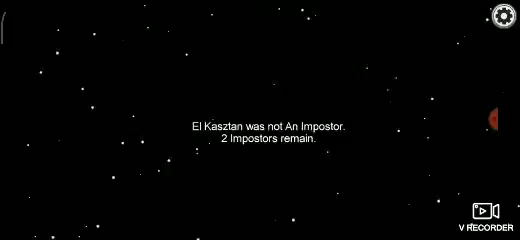 El Kasztan was not An Impostor.
2 Impostors remain.
V RECORDER